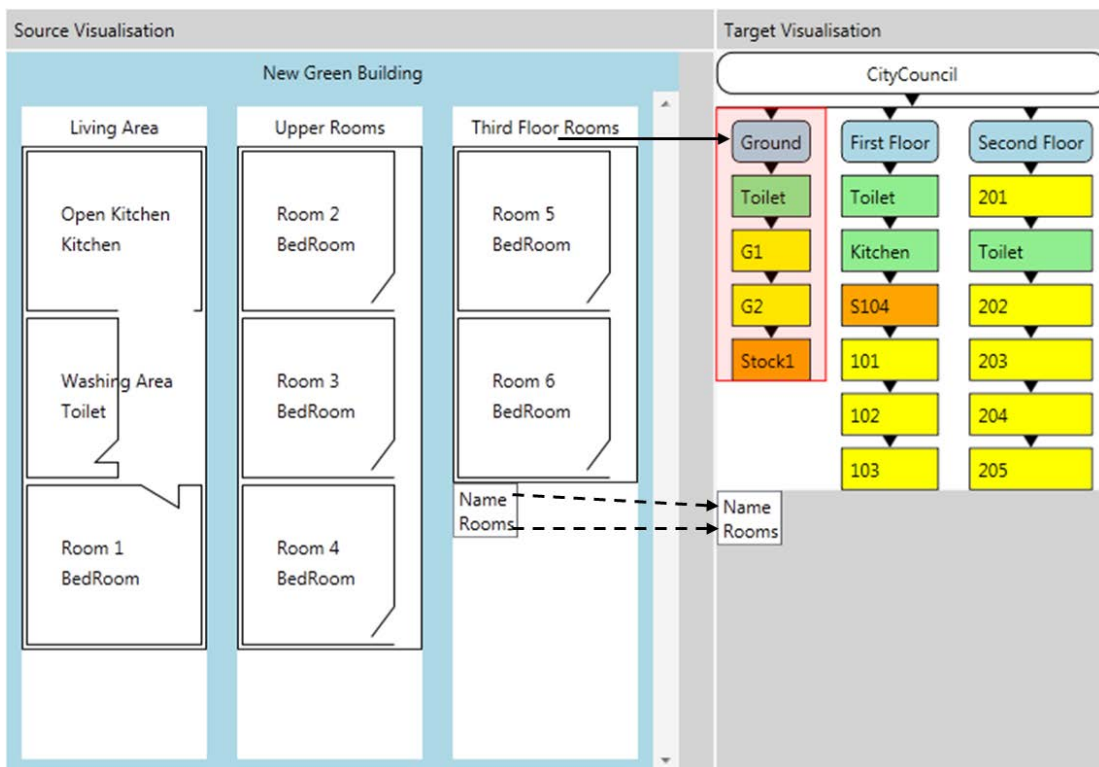 Source Visualisation
New Green Building
Living Area
Open Kitchen
Kitchen
Washing Area
Toilet
Room 1
BedRoom
Upper Rooms
Room 2
BedRoom
Room 3
BedRoom
Room 4
BedRoom
Third Floor Rooms
Room 5
BedRoom
Room 6
BedRoom
Name
Rooms
Target Visualisation
CityCouncil
Ground
Toilet
G1
G2
Stock1
First Floor
Toilet
Kitchen
S104
101
102
103
Second Floor
201
Toilet
202
203
204
205
Name
Rooms